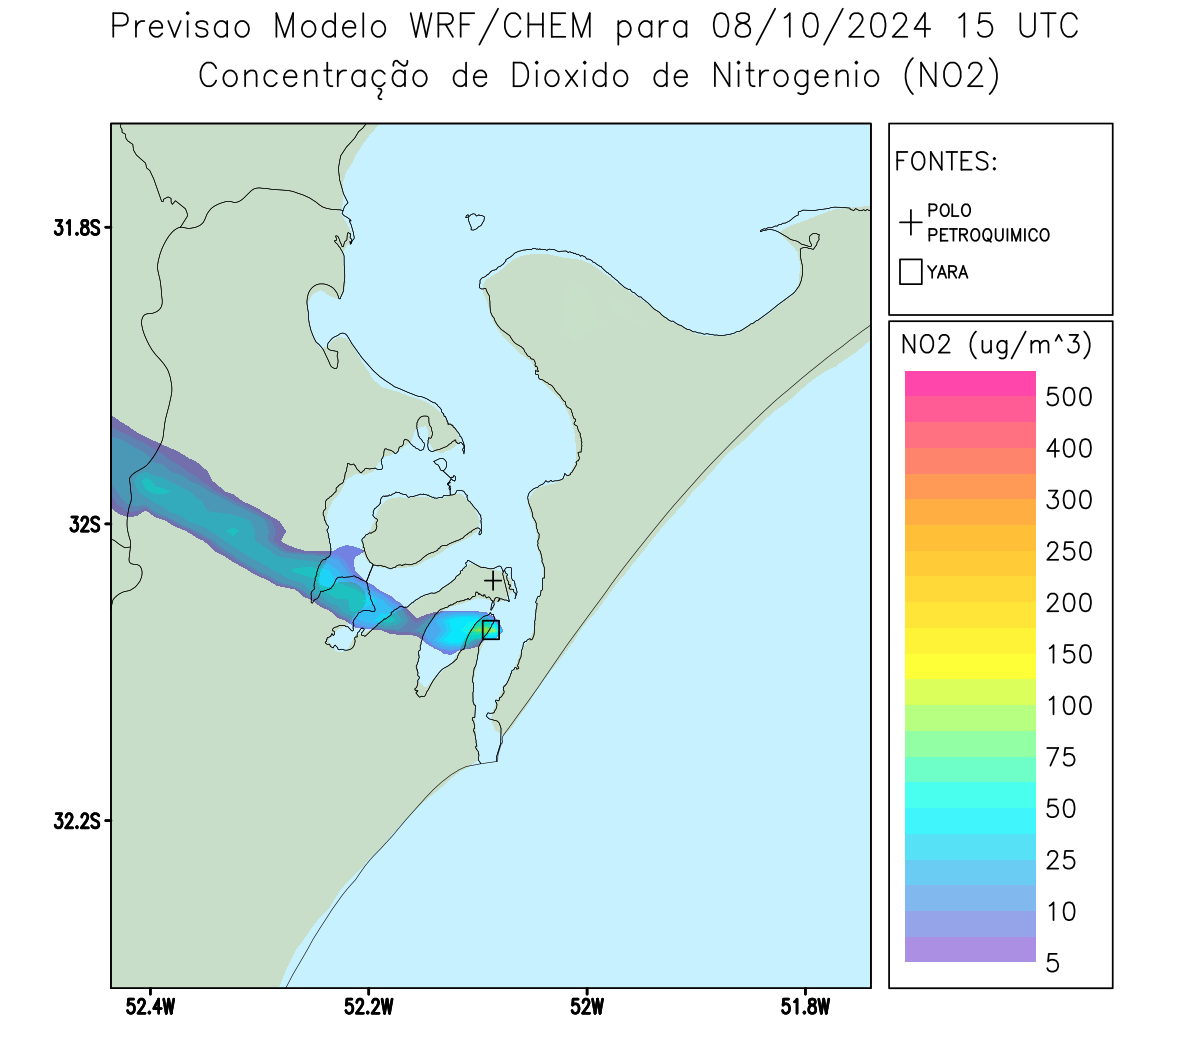 Previsao Modelo WRF/CHEM para 08/10/2024 15 UTC
Concentração de Dioxido de Nitrogenio (NO2)
FONTES:
POLO
PETROQUIMICO
YARA
NO2 (ug/m^3)
500
400
300
250
200
150
100
75
50
25
10
5
31.8S
32S
32.2S
52.4W
52.2W
52W
51.8W